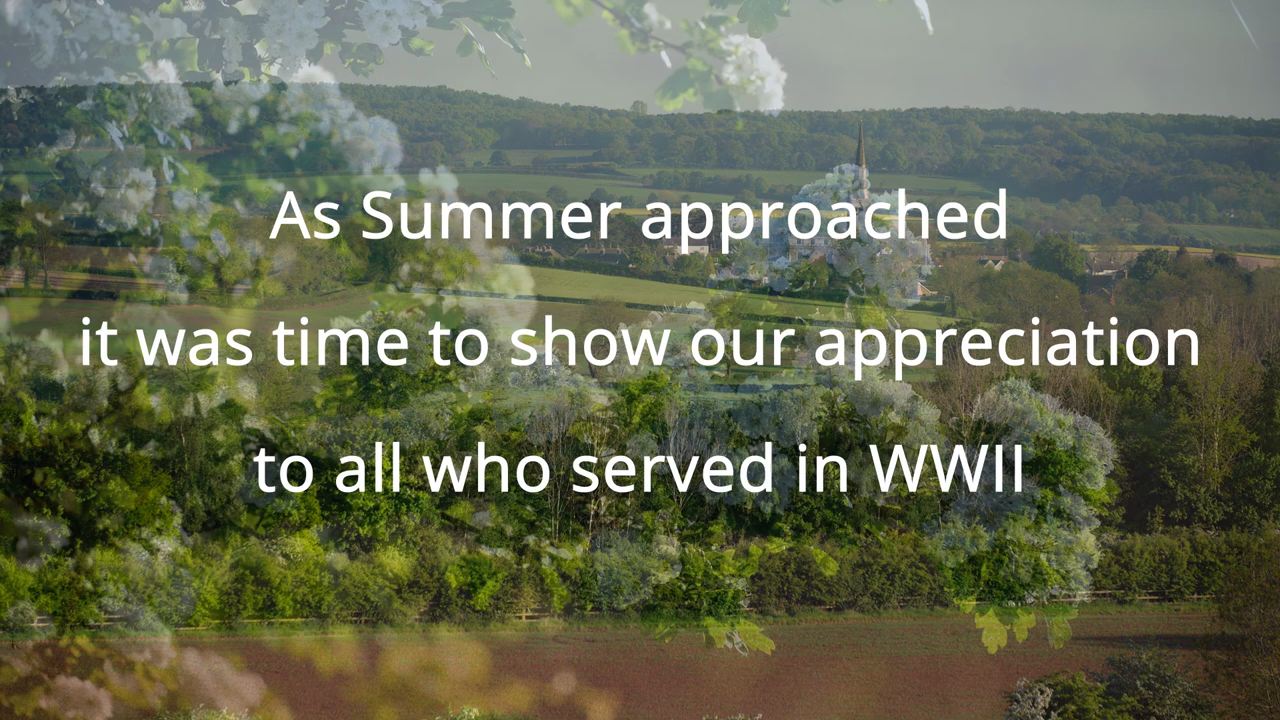 As Summer approached
it was time to show our appreciation
to all who served in WWII